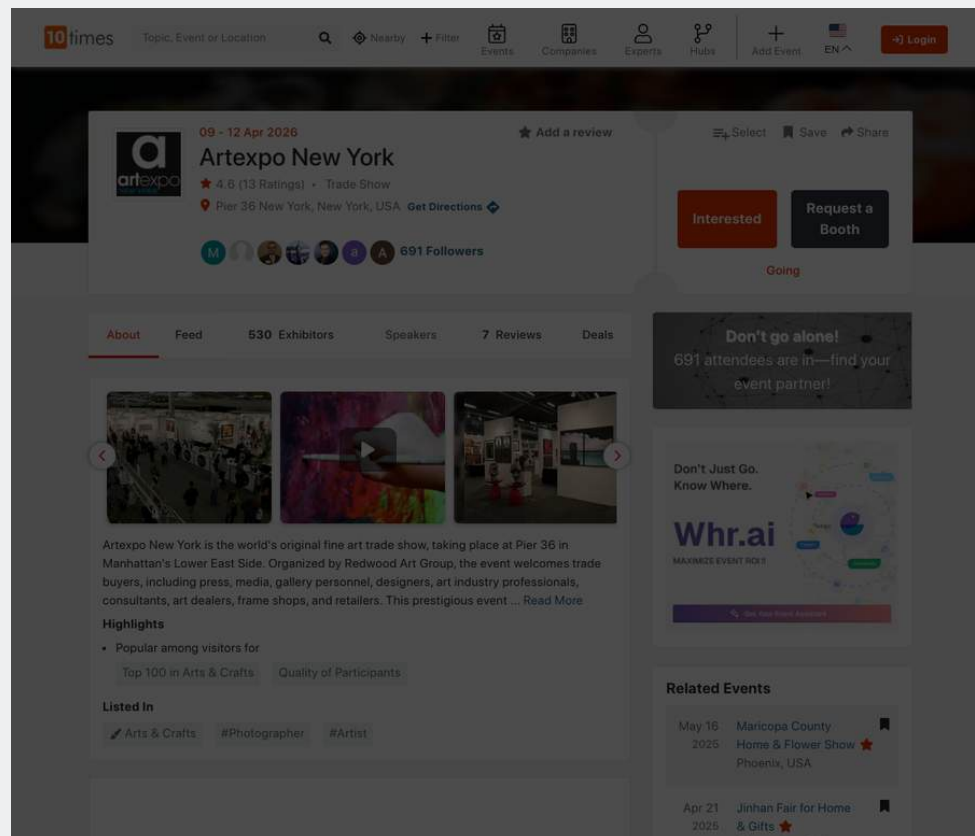 10times
Topic, Event or Location
Nearby
Filter
Events
Companies
Experts
Hubs
Add Event
EN
Login
09 - 12 Apr 2026
Add a review
Select
Save
Share
a
artexpo
Artexpo New York
4.6 (13 Ratings) • Trade Show
Pier 36 New York, New York, USA Get Directions
M
a
A
691 Followers
Interested
Request a
Booth
Going
About
Feed
530 Exhibitors
Speakers
7 Reviews
Deals
Don't go alone!
691 attendees are in—find your
event partner!
Artexpo New York is the world's original fine art trade show, taking place at Pier 36 in
Manhattan's Lower East Side. Organized by Redwood Art Group, the event welcomes trade
buyers, including press, media, gallery personnel, designers, art industry professionals,
consultants, art dealers, frame shops, and retailers. This prestigious event ... Read More
Highlights
• Popular among visitors for
Top 100 in Arts & Crafts
Quality of Participants
Listed In
Arts & Crafts
#Photographer
#Artist
Don't Just Go.
Know Where.
Whr.ai
MAXIMIZE EVENT ROI !!
Related Events
May 16
2025
Maricopa County
Home & Flower Show
Phoenix, USA
Apr 21
2025
Jinhan Fair for Home
& Gifts